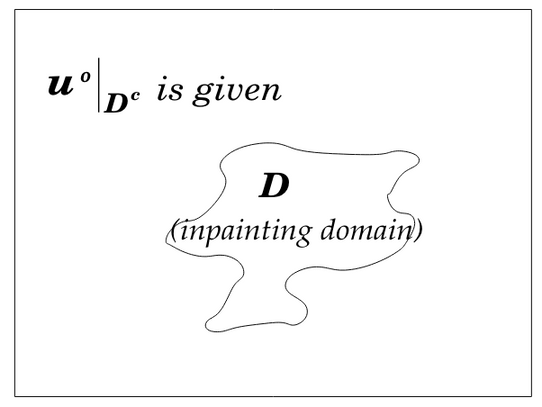 u° |_{D^c} is given
D
(inpainting domain)